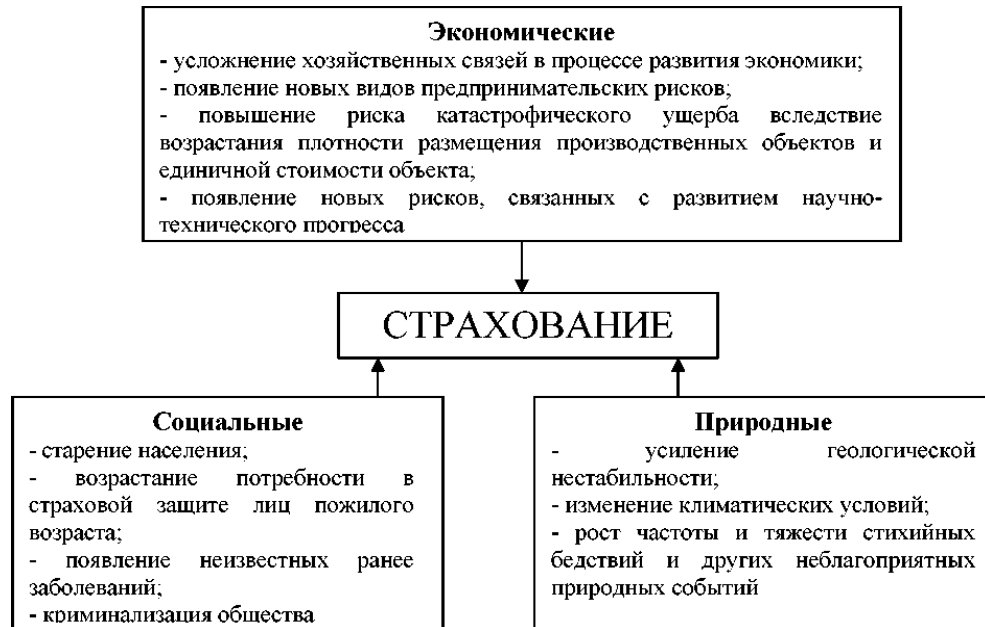 Экономические
- усложнение хозяйственных связей в процессе развития экономики;
- появление новых видов предпринимательских рисков;
- повышение риска катастрофического ущерба вследствие
возрастания плотности размещения производственных объектов и
единичной стоимости объекта;
- появление новых рисков, связанных с развитием научно-
технического прогресса
СТРАХОВАНИЕ
Социальные
- старение населения;
- возрастание потребности в
страховой защите лиц пожилого
возраста;
- появление неизвестных ранее
заболеваний;
- криминализация общества
Природные
- усиление геологической
нестабильности;
- изменение климатических условий;
- рост частоты и тяжести стихийных
бедствий и других неблагоприятных
природных событий